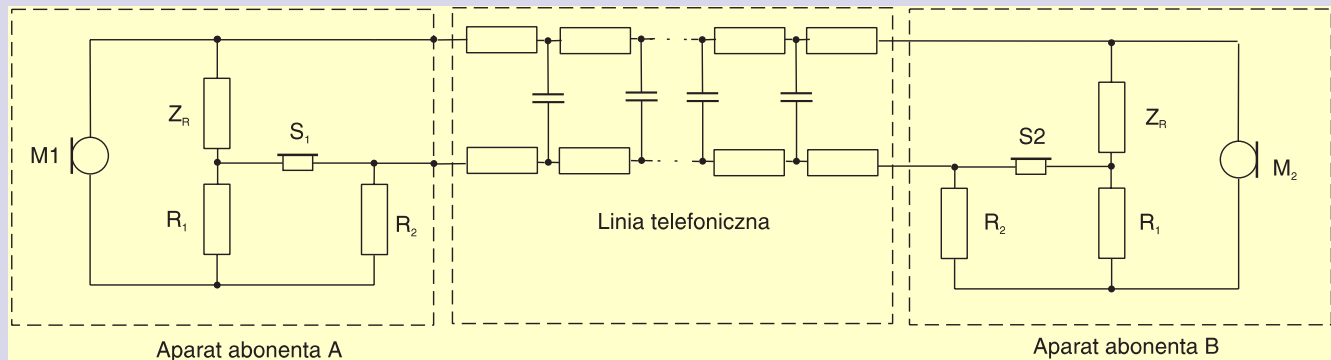 M1
Z_R
S_1
R_1
R_2
Linia telefoniczna
Z_R
S2
M_2
R_2
R_1
Aparat abonenta A
Aparat abonenta B